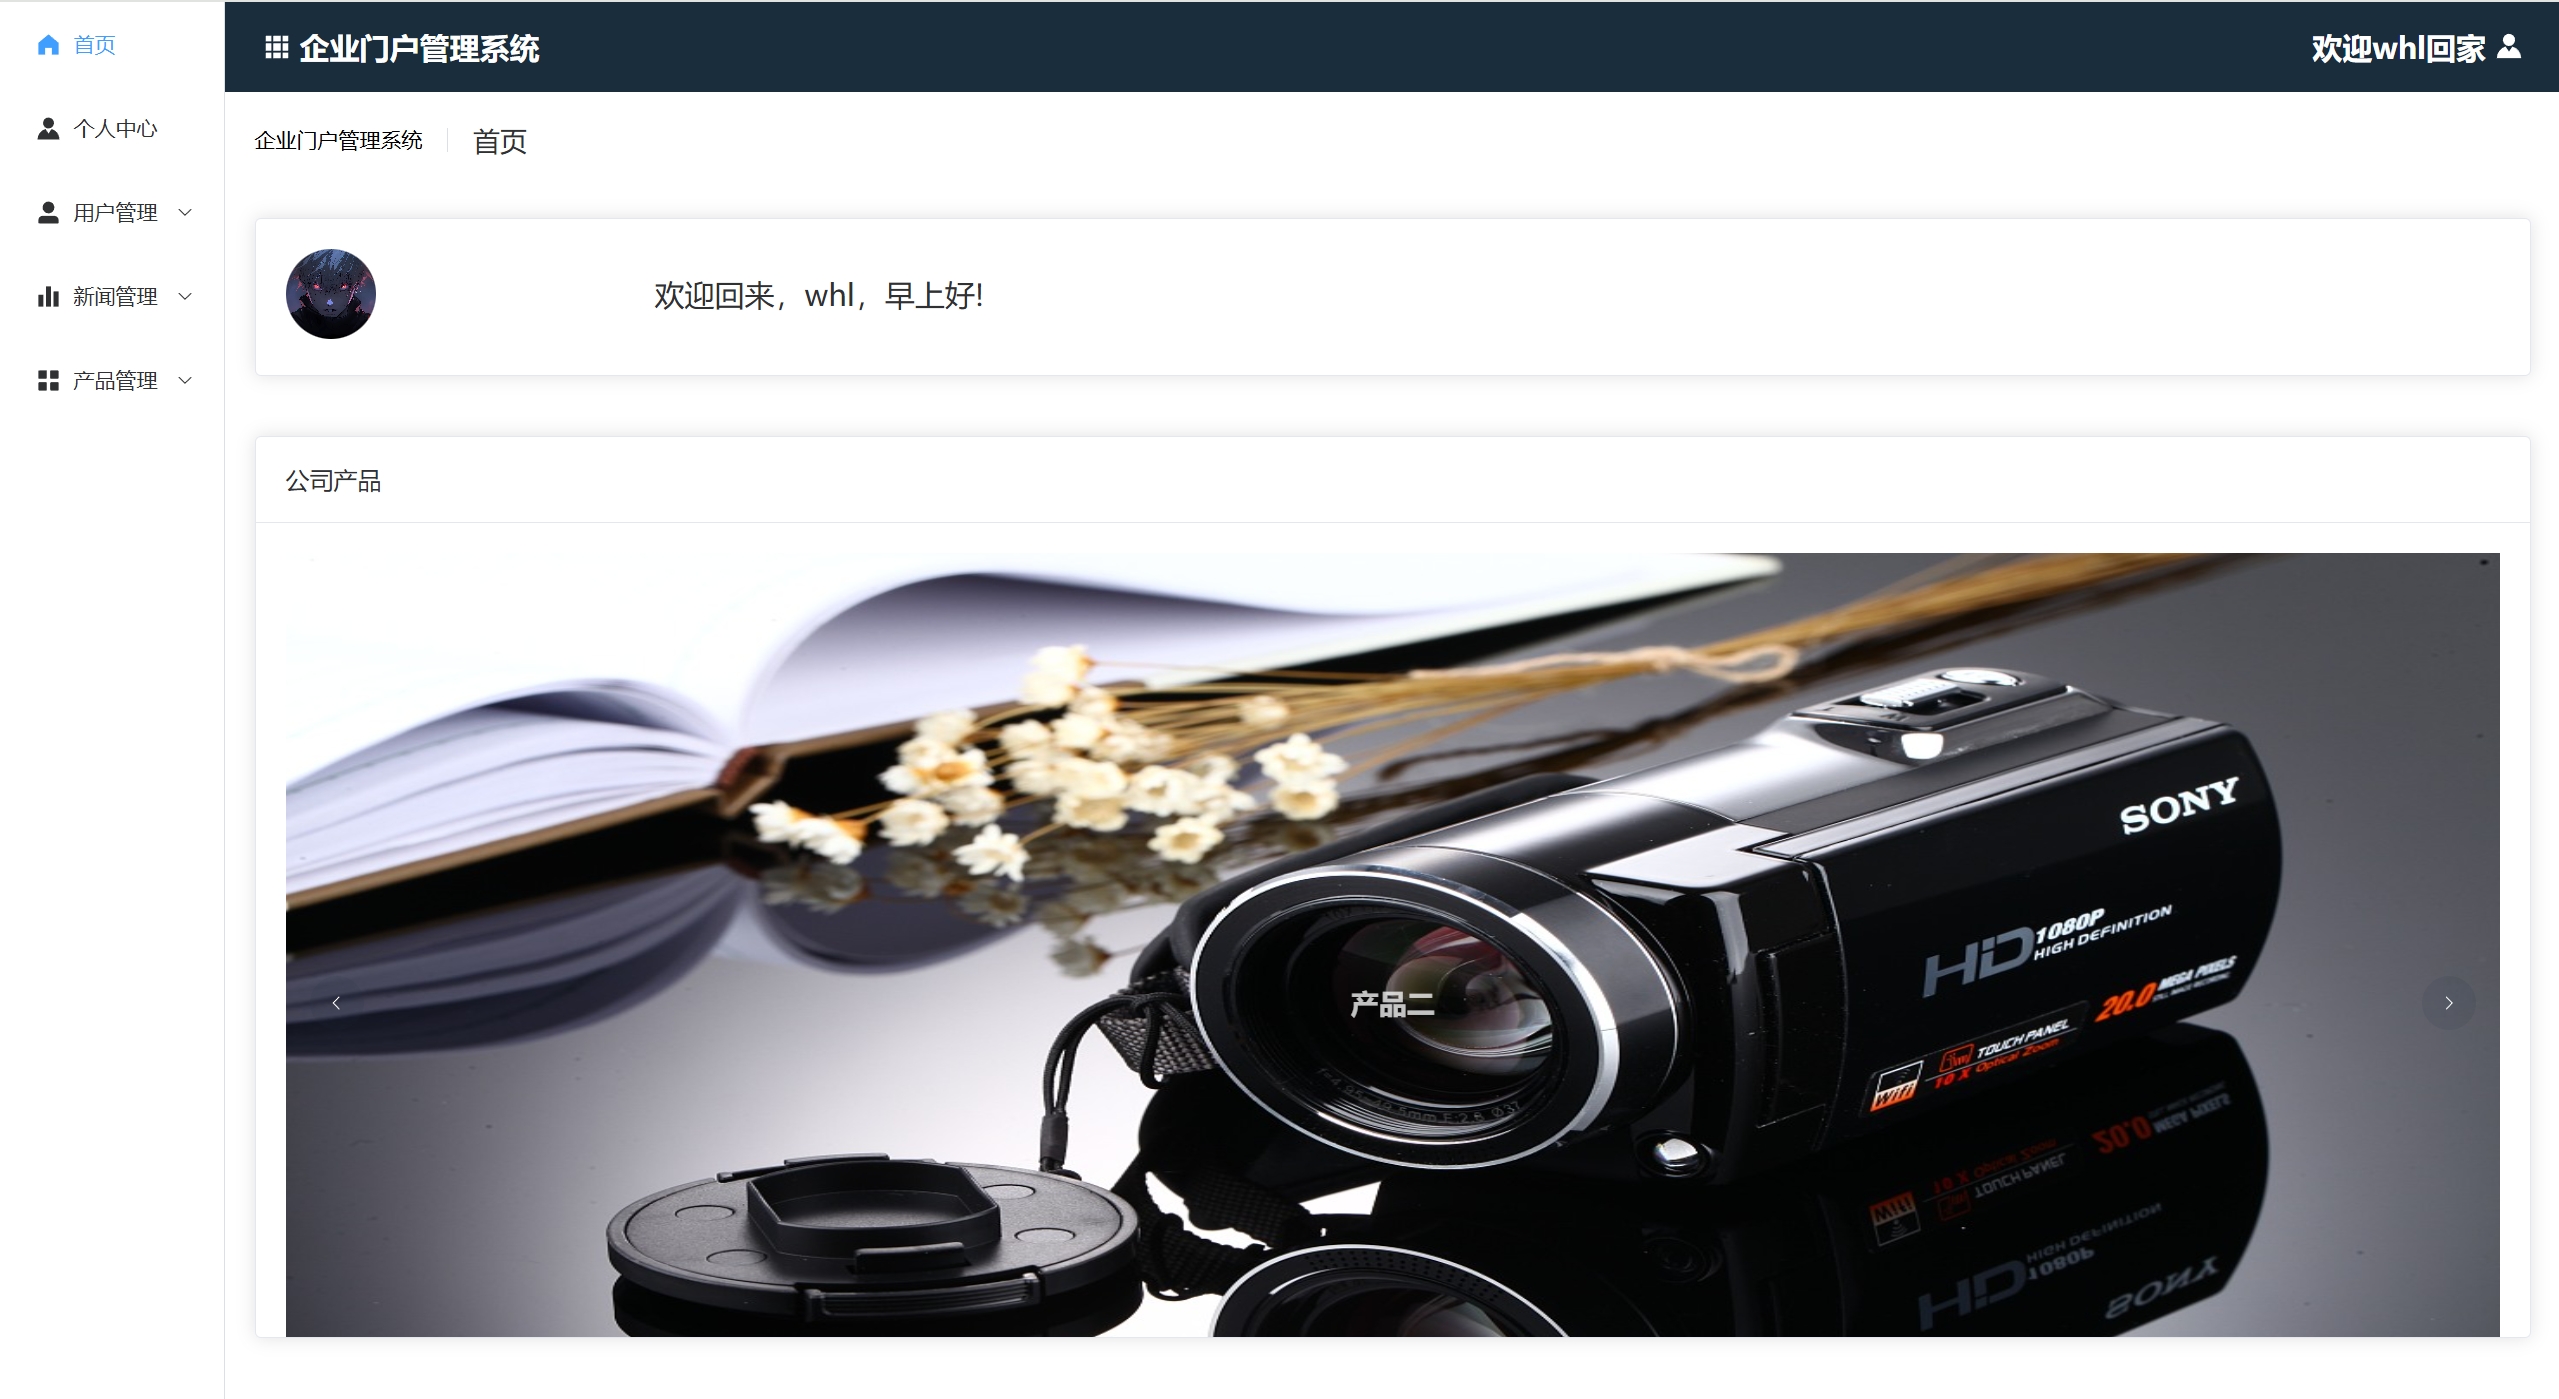 首页
个人中心
用户管理
新闻管理
产品管理
企业门户管理系统
欢迎whl回家
企业门户管理系统
首页
欢迎回来，whl，早上好!
公司产品
SONY
HD 1080P
HIGH DEFINITION
20.0 MEGA PIXELS
TOUCH PANEL
10 X Optical Zoom
Wifi
产品二